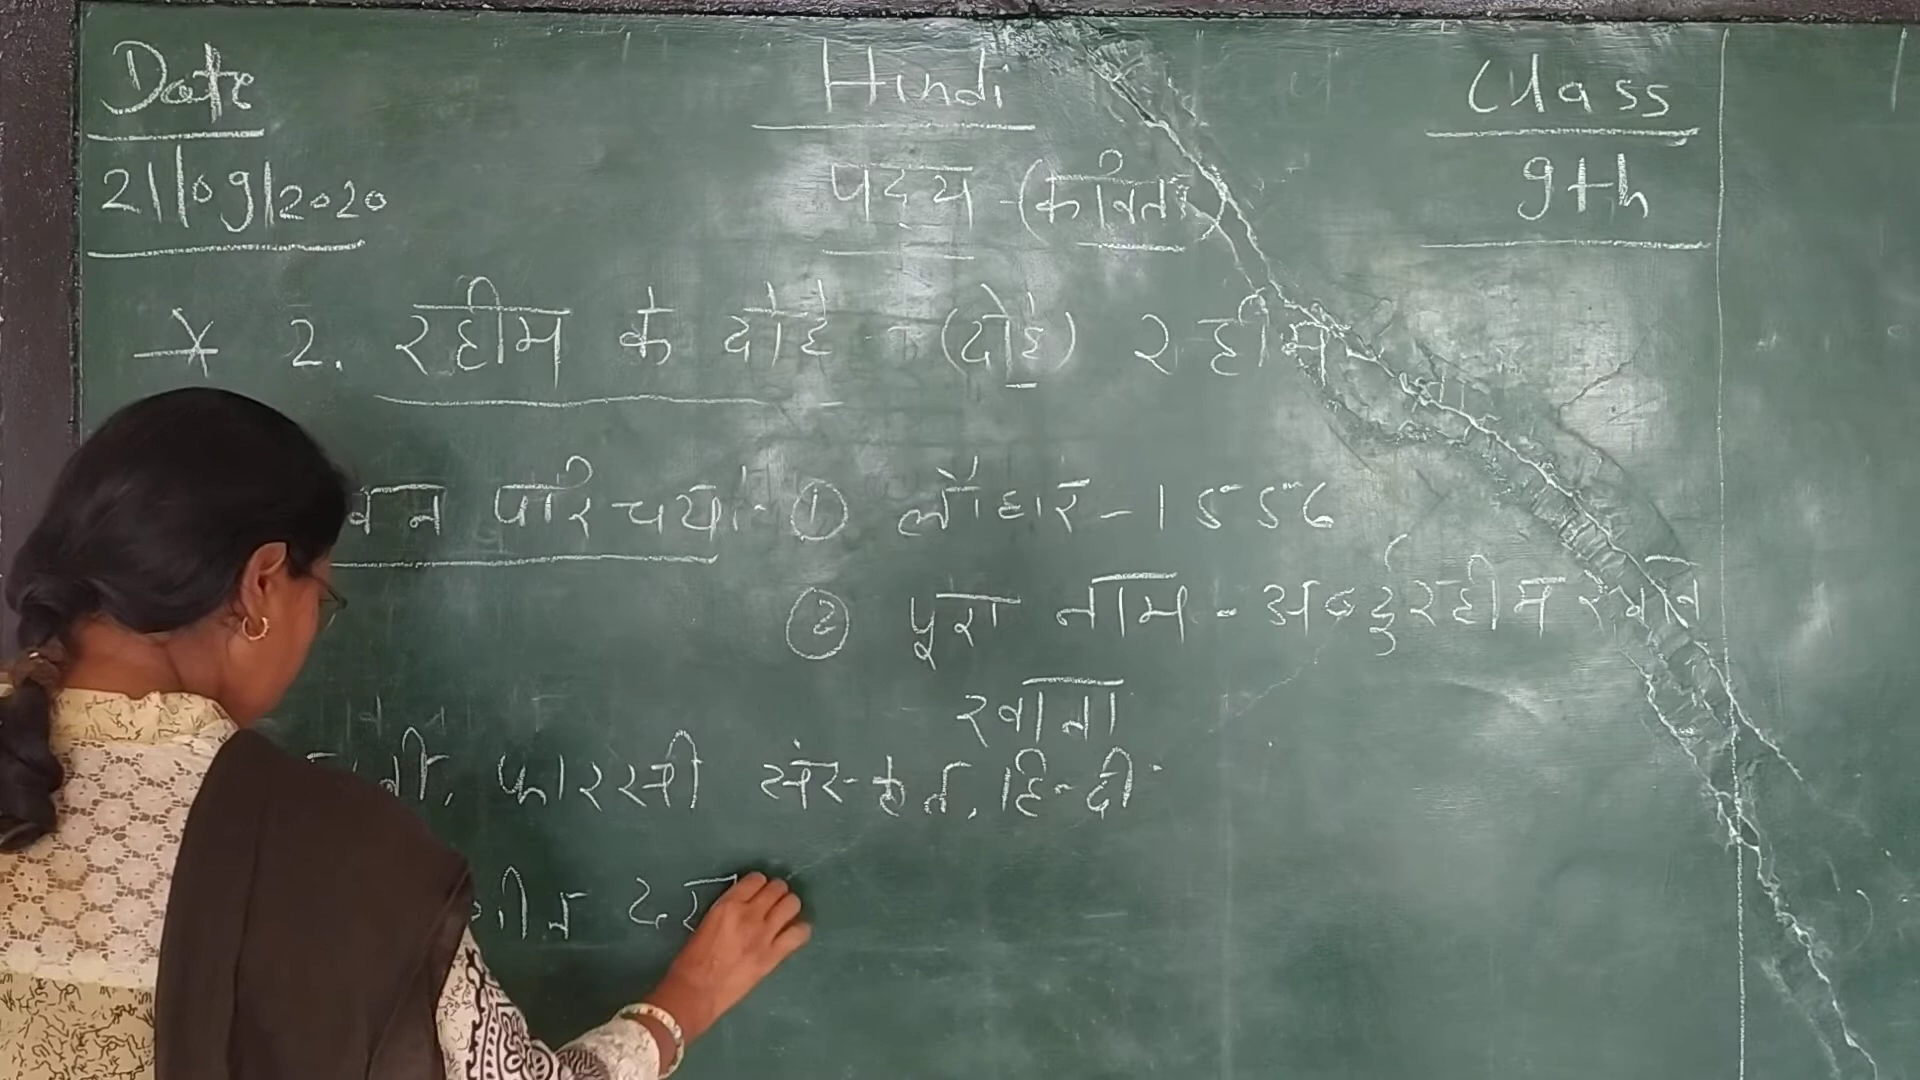 Date Hindi Class
21/09/2020 पद्य - (कविता) 9th
2. रहीम के दोहे - (दोहे) रहीम -
वन परिचय :- ① लौहार - 1556
② पूरा नाम - अब्दुर्रहीम खाने
खाना
फारसी संस्कृत, हिन्दी